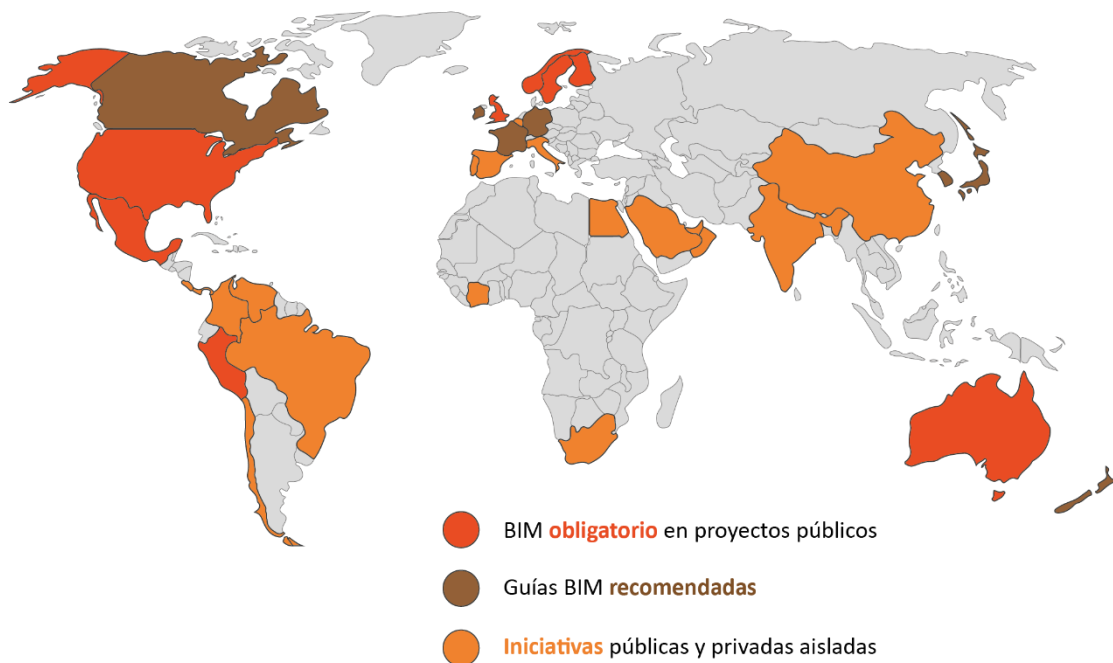 BIM obligatorio en proyectos públicos
Guías BIM recomendadas
Iniciativas públicas y privadas aisladas